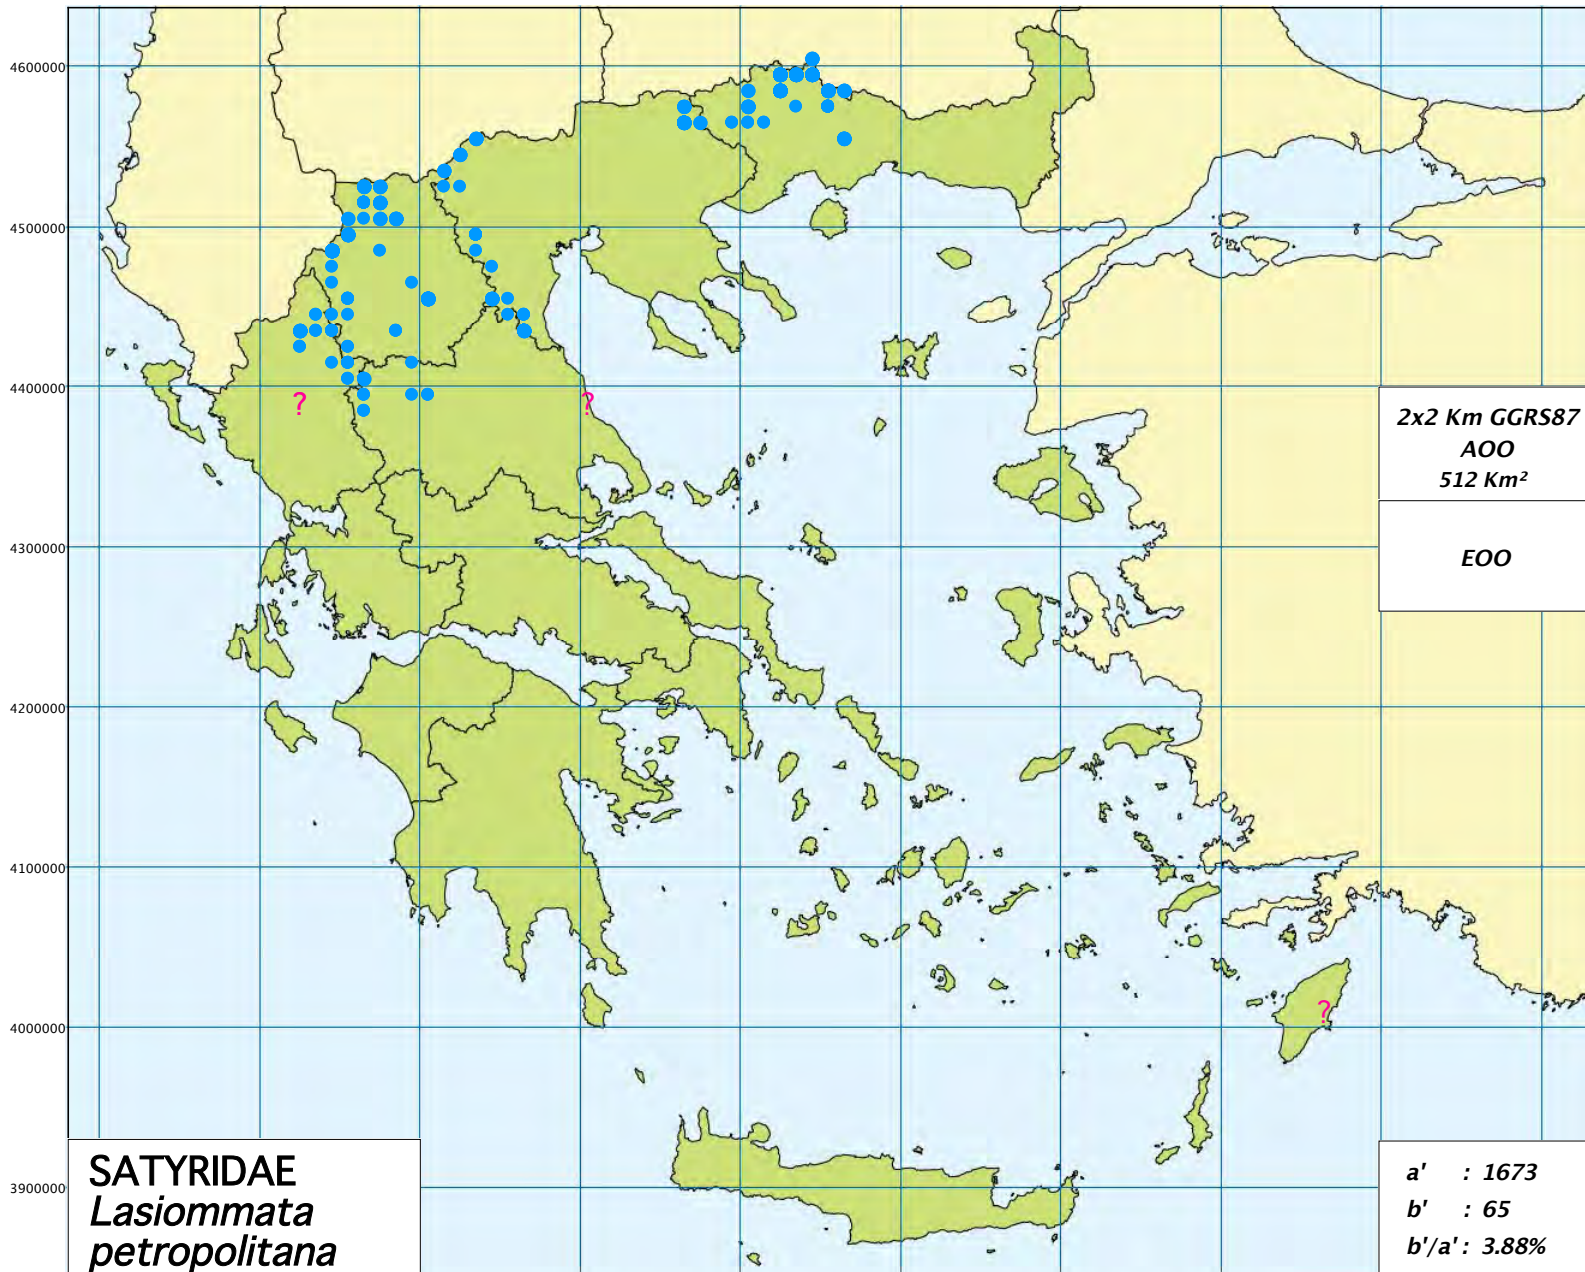 4600000
4500000
4400000
4300000
4200000
4100000
4000000
3900000
?
?
?
2x2 Km GGRS87
AOO
512 Km²
EOO
SATYRIDAE
Lasiommata
petropolitana
a' : 1673
b' : 65
b'/a' : 3.88%